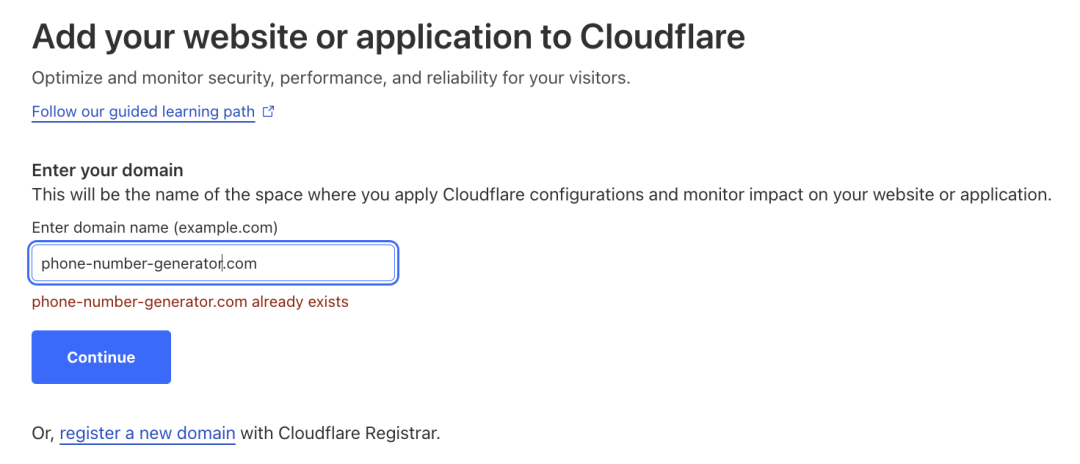 Add your website or application to Cloudflare
Optimize and monitor security, performance, and reliability for your visitors.
Follow our guided learning path
Enter your domain
This will be the name of the space where you apply Cloudflare configurations and monitor impact on your website or application.
Enter domain name (example.com)
phone-number-generator.com
phone-number-generator.com already exists
Continue
Or, register a new domain with Cloudflare Registrar.